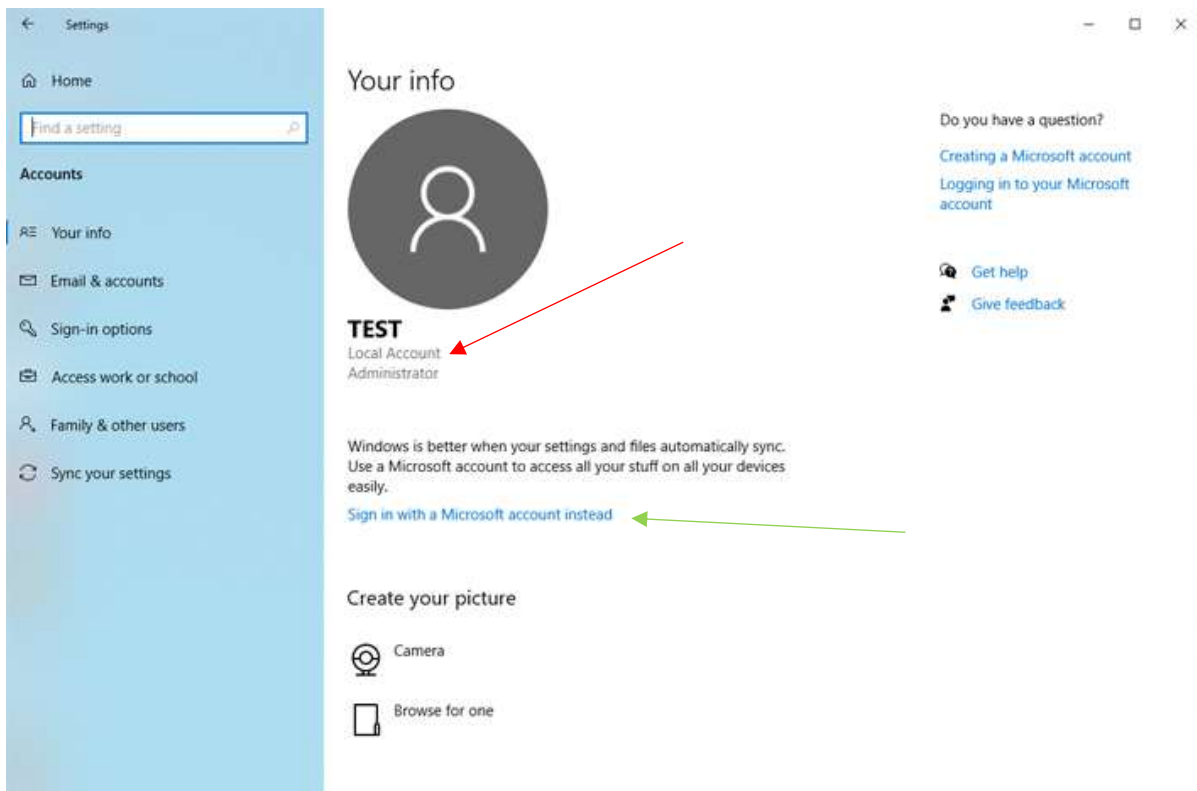 Settings
Home
Find a setting
Accounts
Your info
Email & accounts
Sign-in options
Access work or school
Family & other users
Sync your settings
Your info
TEST
Local Account
Administrator
Windows is better when your settings and files automatically sync.
Use a Microsoft account to access all your stuff on all your devices
easily.
Sign in with a Microsoft account instead
Create your picture
Camera
Browse for one
Do you have a question?
Creating a Microsoft account
Logging in to your Microsoft
account
Get help
Give feedback